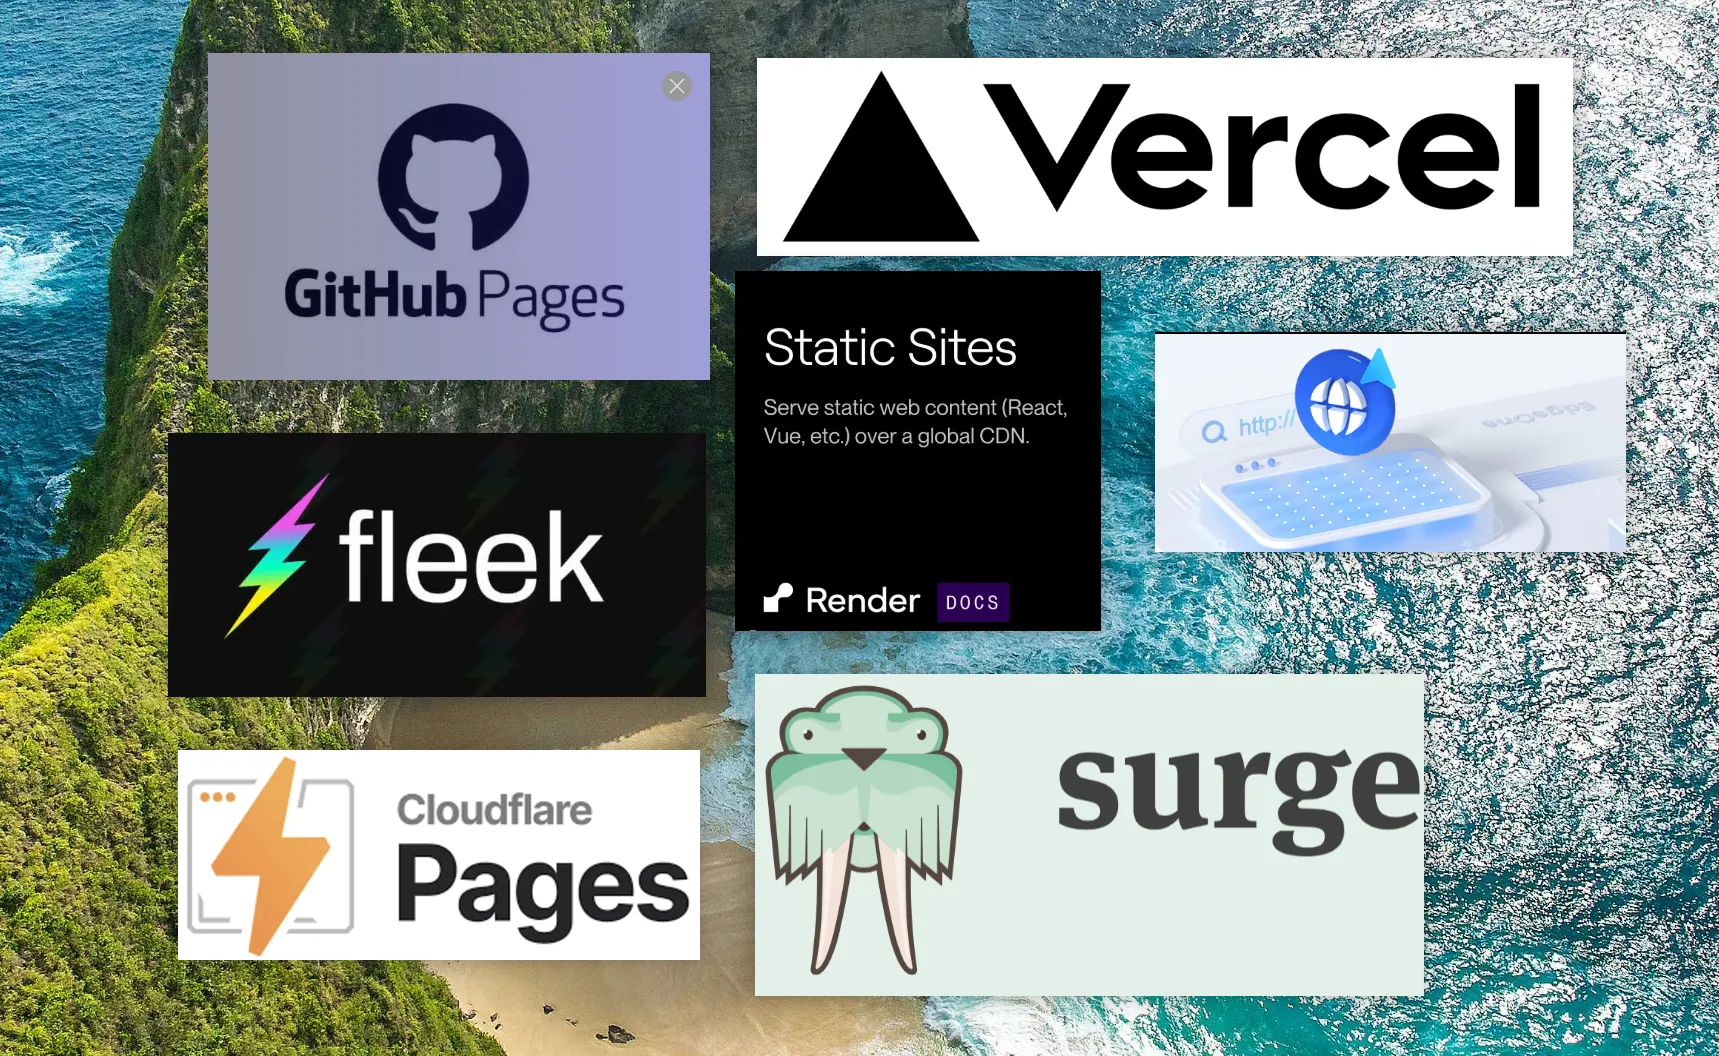 GitHub Pages
Vercel
Static Sites
Serve static web content (React,
Vue, etc.) over a global CDN.
Render DOCS
http://
EdgeOne
fleek
Cloudflare
Pages
surge